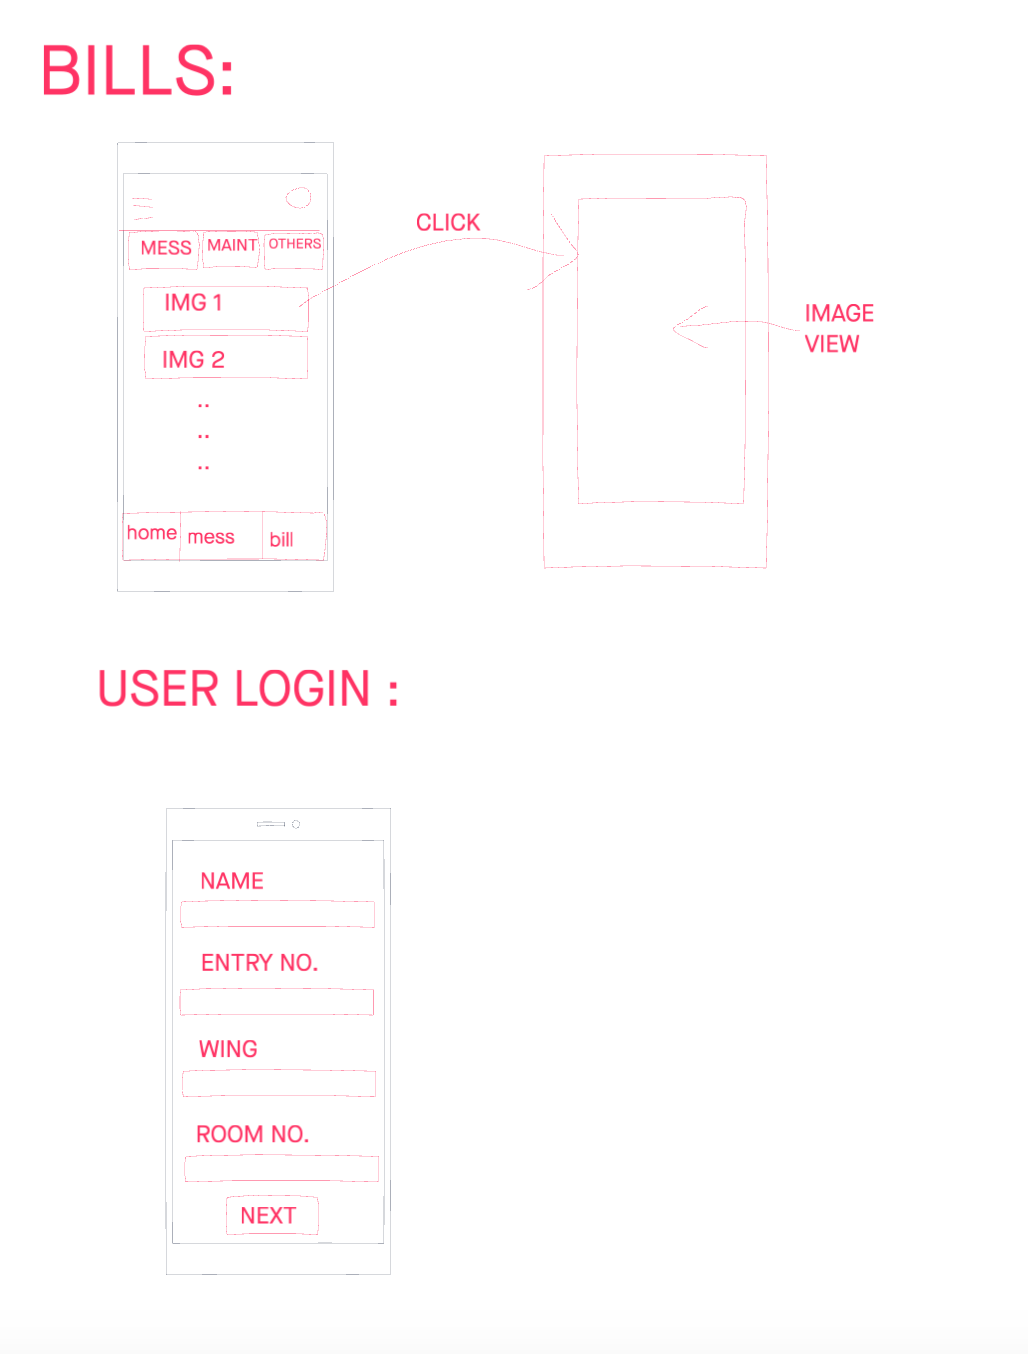 BILLS:
MESS MAINT OTHERS
IMG 1
IMG 2
..
..
..
home mess bill
CLICK
IMAGE
VIEW
USER LOGIN :
NAME
ENTRY NO.
WING
ROOM NO.
NEXT